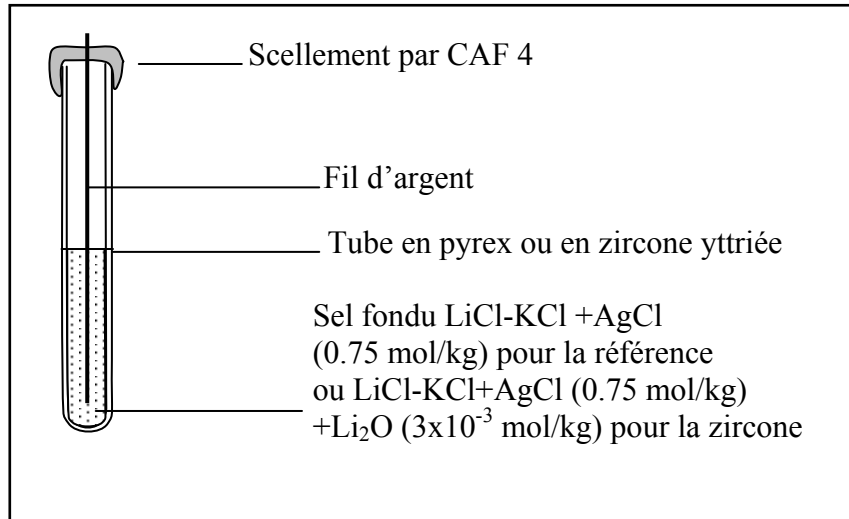 Scellement par CAF 4
Fil d’argent
Tube en pyrex ou en zircone yttriée
Sel fondu LiCl-KCl +AgCl
(0.75 mol/kg) pour la référence
ou LiCl-KCl+AgCl (0.75 mol/kg)
+Li₂O (3x10⁻³ mol/kg) pour la zircone